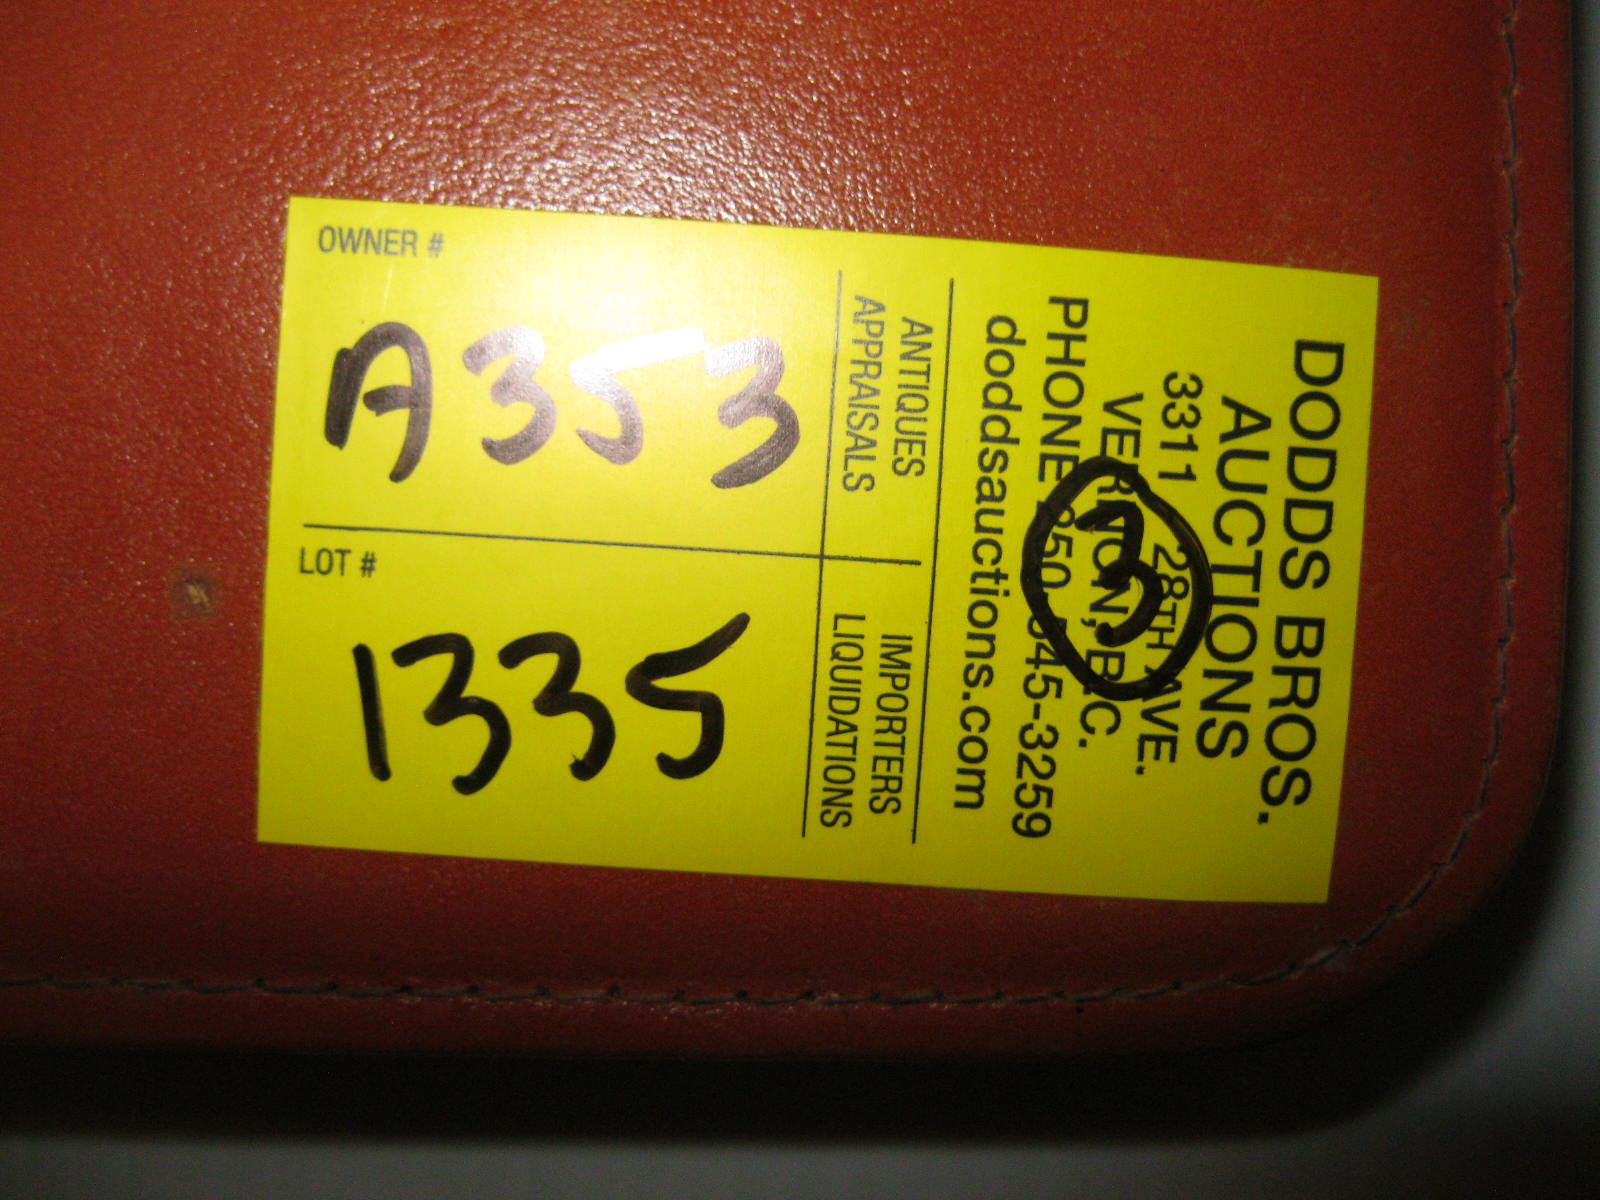 DODDS BROS.
AUCTIONS
3311 28TH AVE.
VERNON, B.C.
PHONE 250-545-3259
doddsauctions.com
3
ANTIQUES
APPRAISALS
IMPORTERS
LIQUIDATIONS
OWNER #
A353
LOT #
1335